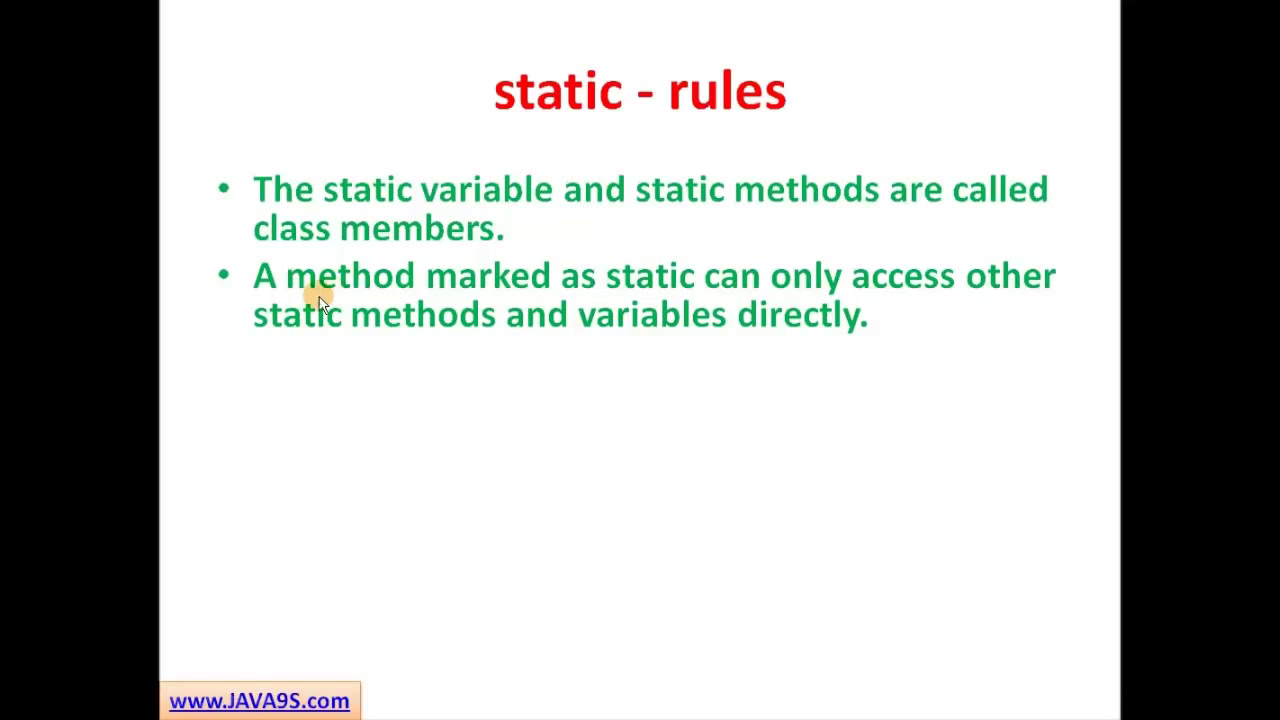 static - rules
• The static variable and static methods are called
class members.
• A method marked as static can only access other
static methods and variables directly.
www.JAVA9S.com